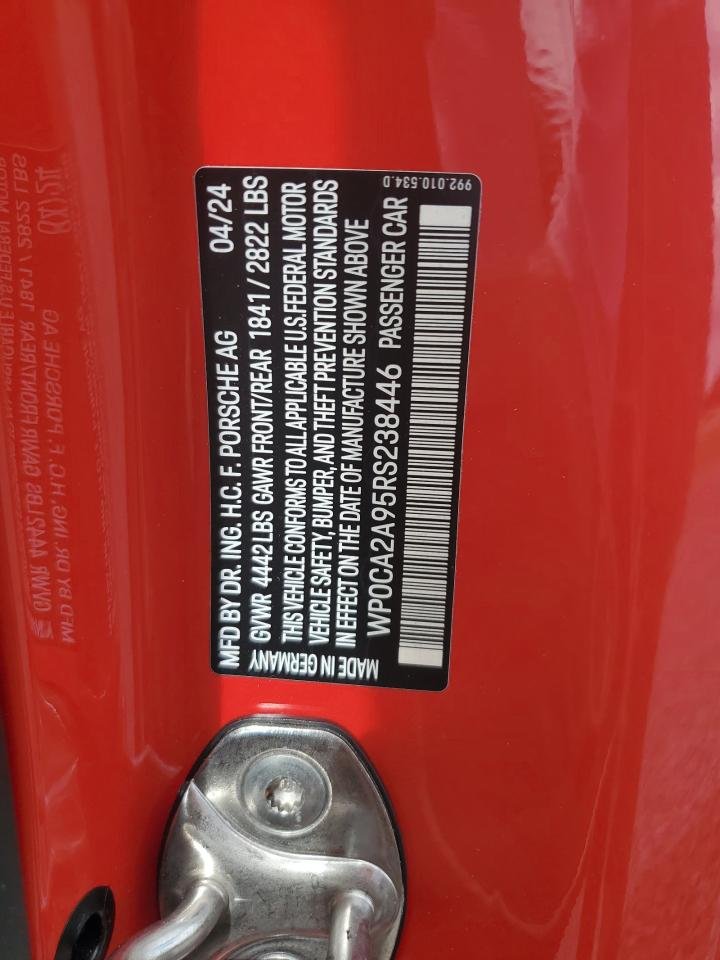 MFD BY DR. ING. H.C. F. PORSCHE AG 04/24
GVWR 4442 LBS GAWR FRONT/REAR 1841 / 2822 LBS
THIS VEHICLE CONFORMS TO ALL APPLICABLE U.S. FEDERAL MOTOR
VEHICLE SAFETY, BUMPER, AND THEFT PREVENTION STANDARDS
IN EFFECT ON THE DATE OF MANUFACTURE SHOWN ABOVE
MADE IN GERMANY
WP0CA2A95RS238446 PASSENGER CAR
992.010.534.D